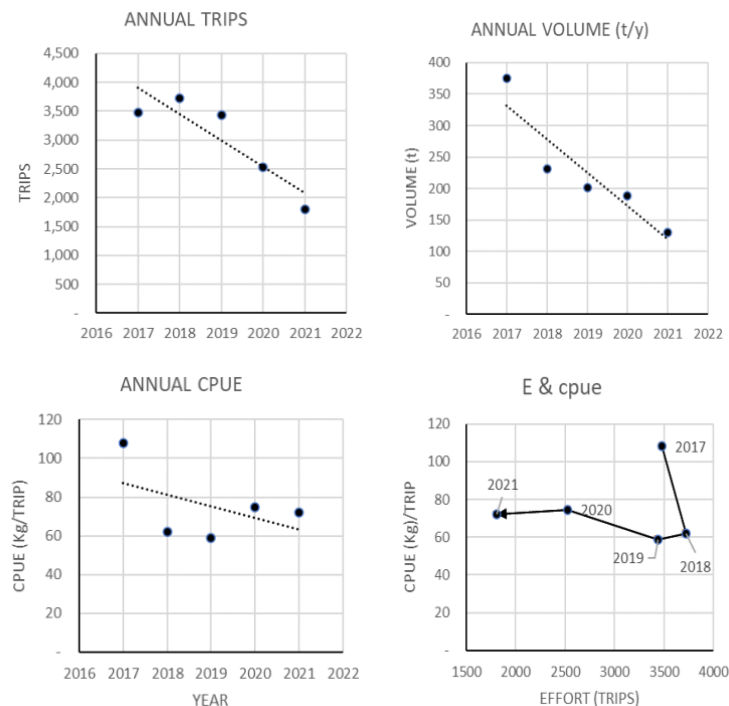 ANNUAL TRIPS
TRIPS
4,500
4,000
3,500
3,000
2,500
2,000
1,500
1,000
500
-
2016 2017 2018 2019 2020 2021 2022
ANNUAL VOLUME (t/y)
VOLUME (t)
400
350
300
250
200
150
100
50
-
2016 2017 2018 2019 2020 2021 2022
ANNUAL CPUE
CPUE (Kg/TRIP)
120
100
80
60
40
20
-
2016 2017 2018 2019 2020 2021 2022
YEAR
E & cpue
CPUE (Kg)/TRIP
120
100
80
60
40
20
-
2017
2021
2020
2019
2018
1500 2000 2500 3000 3500 4000
EFFORT (TRIPS)